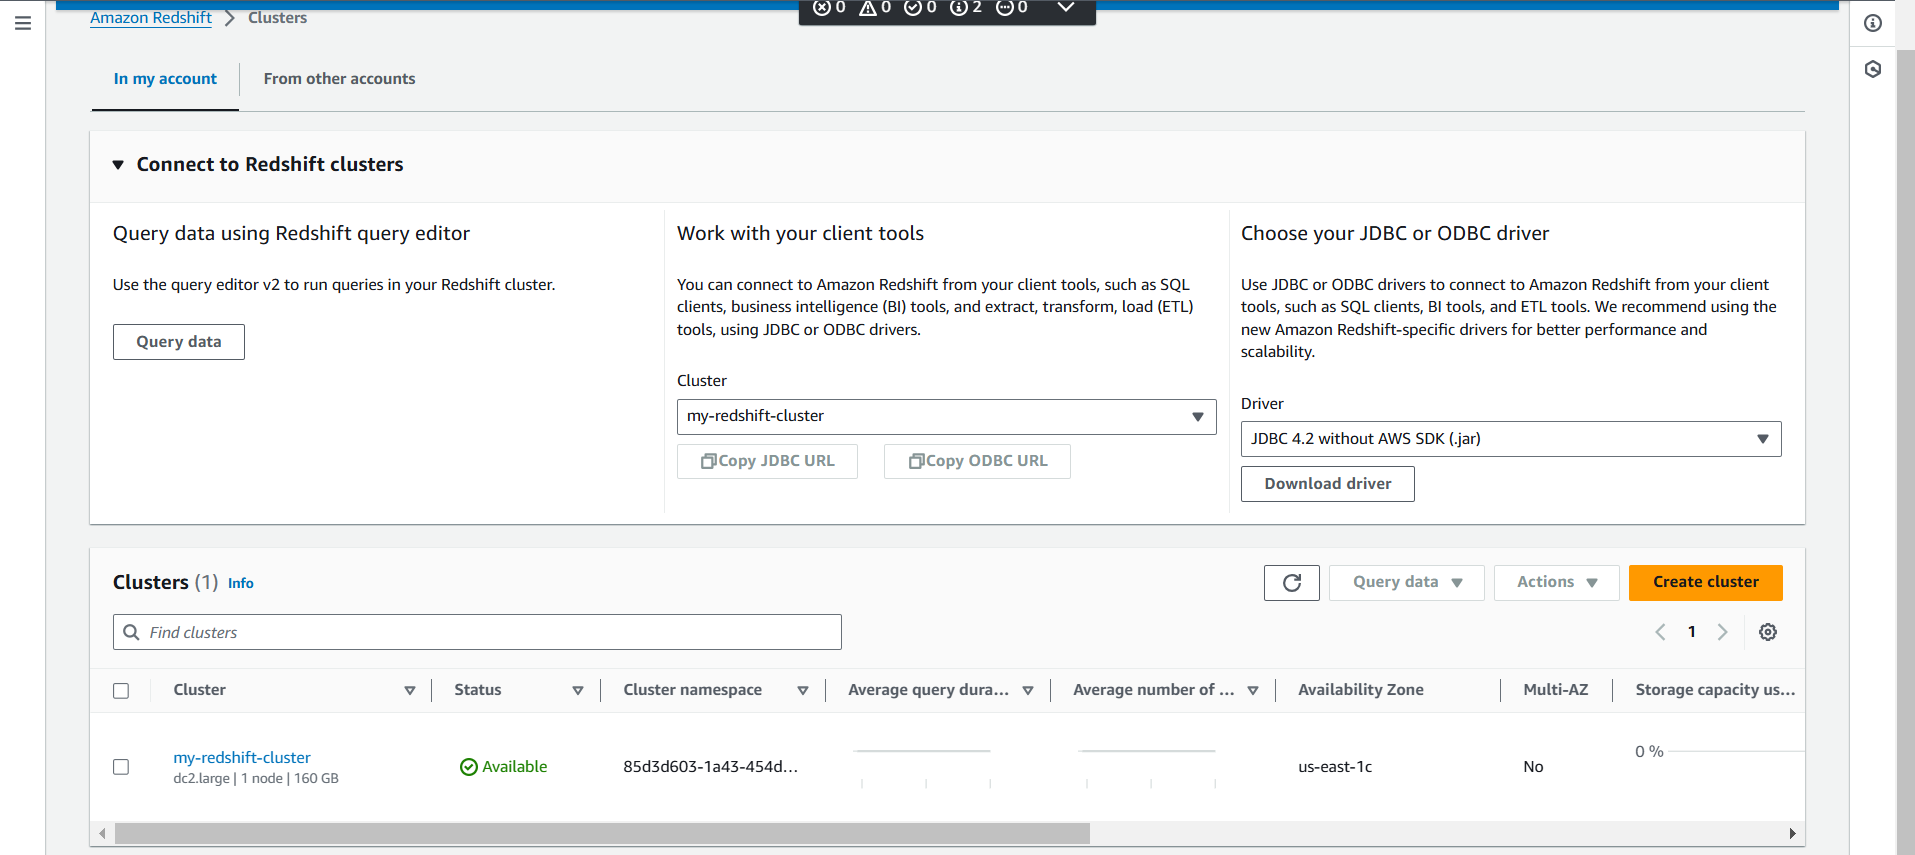 Amazon Redshift > Clusters
0 0 0 2 0
In my account
From other accounts
Connect to Redshift clusters
Query data using Redshift query editor
Use the query editor v2 to run queries in your Redshift cluster.
Query data
Work with your client tools
You can connect to Amazon Redshift from your client tools, such as SQL
clients, business intelligence (BI) tools, and extract, transform, load (ETL)
tools, using JDBC or ODBC drivers.
Cluster
my-redshift-cluster
Copy JDBC URL
Copy ODBC URL
Choose your JDBC or ODBC driver
Use JDBC or ODBC drivers to connect to Amazon Redshift from your client
tools, such as SQL clients, BI tools, and ETL tools. We recommend using the
new Amazon Redshift-specific drivers for better performance and
scalability.
Driver
JDBC 4.2 without AWS SDK (.jar)
Download driver
Clusters (1) Info
Query data
Actions
Create cluster
Find clusters
1
Cluster
Status
Cluster namespace
Average query dura...
Average number of ...
Availability Zone
Multi-AZ
Storage capacity us...
my-redshift-cluster
dc2.large | 1 node | 160 GB
Available
85d3d603-1a43-454d...
us-east-1c
No
0 %